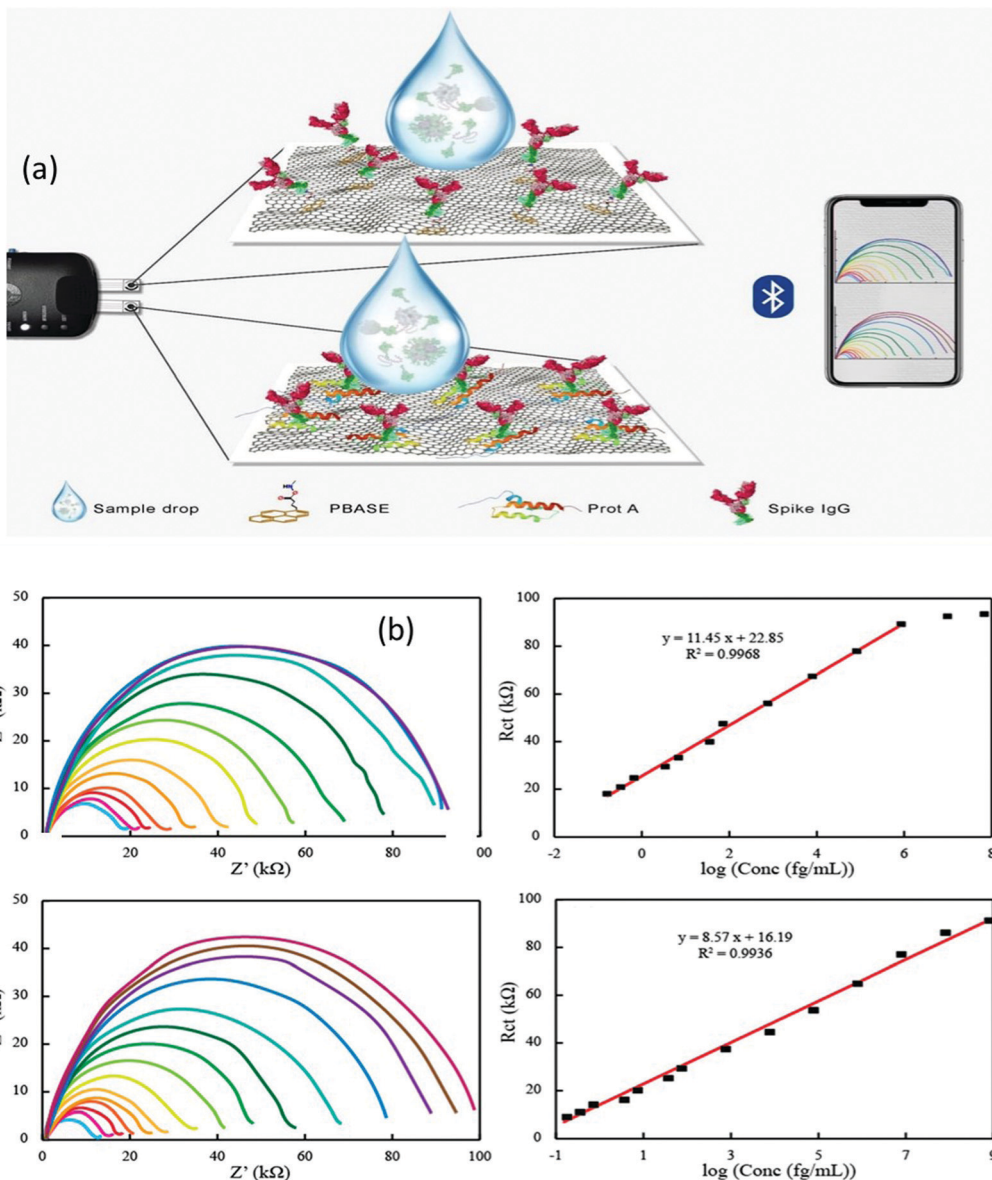 (a)
Sample drop
PBASE
Prot A
Spike IgG
(b)
50
40
30
20
10
0
20
40
60
80
00
Z' (kΩ)
100
80
60
40
20
0
Rct (kΩ)
y = 11.45 x + 22.85
R² = 0.9968
-2
0
2
4
6
8
log (Conc (fg/mL))
50
40
30
20
10
0
0
20
40
60
80
100
Z' (kΩ)
100
80
60
40
20
0
Rct (kΩ)
y = 8.57 x + 16.19
R² = 0.9936
-1
1
3
5
7
9
log (Conc (fg/mL))